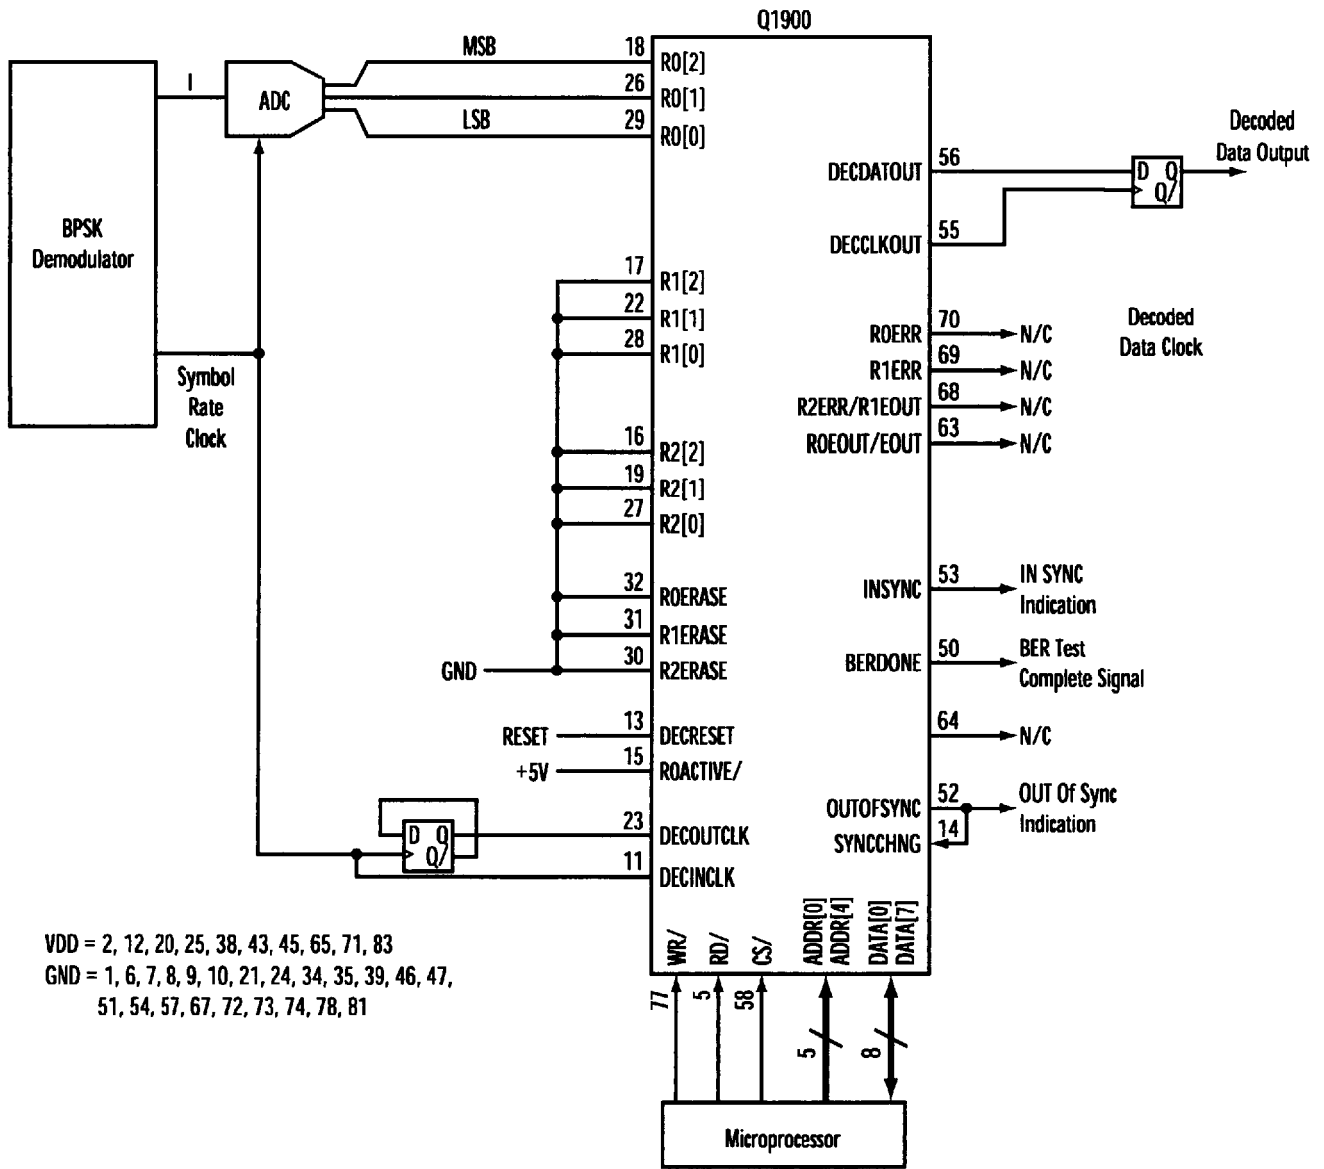 Q1900
BPSK
Demodulator
I
ADC
MSB
LSB
18 R0[2]
26 R0[1]
29 R0[0]
17 R1[2]
22 R1[1]
28 R1[0]
Symbol
Rate
Clock
16 R2[2]
19 R2[1]
27 R2[0]
32 R0ERASE
31 R1ERASE
GND 30 R2ERASE
RESET 13 DECRESET
+5V 15 ROACTIVE/
D Q
Q/
23 DECOUTCLK
11 DECINCLK
DECDATOUT 56
DECCLKOUT 55
D Q
Q/
Decoded
Data Output
Decoded
Data Clock
R0ERR 70 N/C
R1ERR 69 N/C
R2ERR/R1EOUT 68 N/C
R0EOUT/EOUT 63 N/C
INSYNC 53 IN SYNC
Indication
BERDONE 50 BER Test
Complete Signal
64 N/C
OUTOFSYNC 52 OUT Of Sync
Indication
SYNCCHNG 14
WR/
RD/
CS/
ADDR[0]
ADDR[4]
DATA[0]
DATA[7]
77
5
58
5
8
Microprocessor
VDD = 2, 12, 20, 25, 38, 43, 45, 65, 71, 83
GND = 1, 6, 7, 8, 9, 10, 21, 24, 34, 35, 39, 46, 47,
51, 54, 57, 67, 72, 73, 74, 78, 81